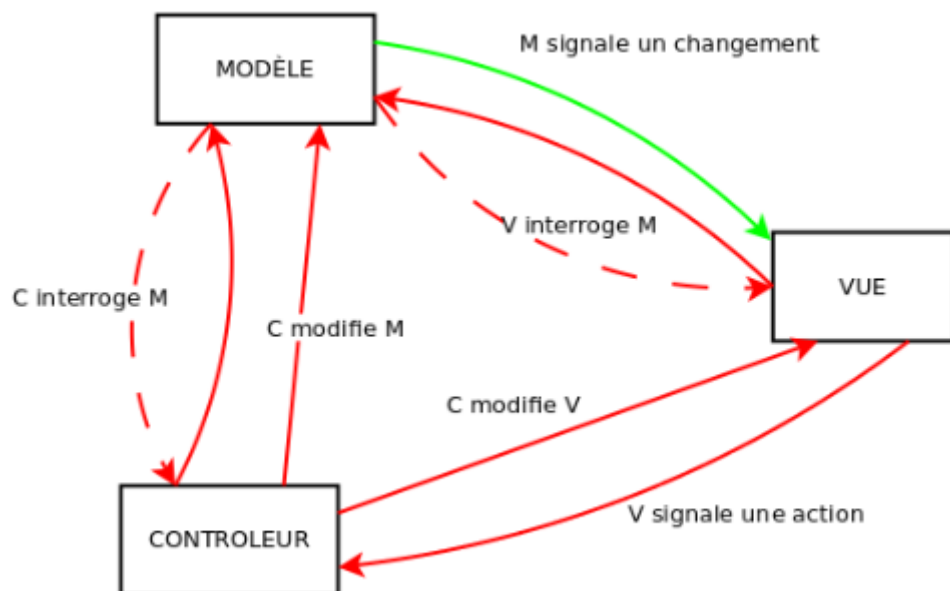 M signale un changement
MODÈLE
V interroge M
VUE
C interroge M
C modifie M
C modifie V
V signale une action
CONTROLEUR